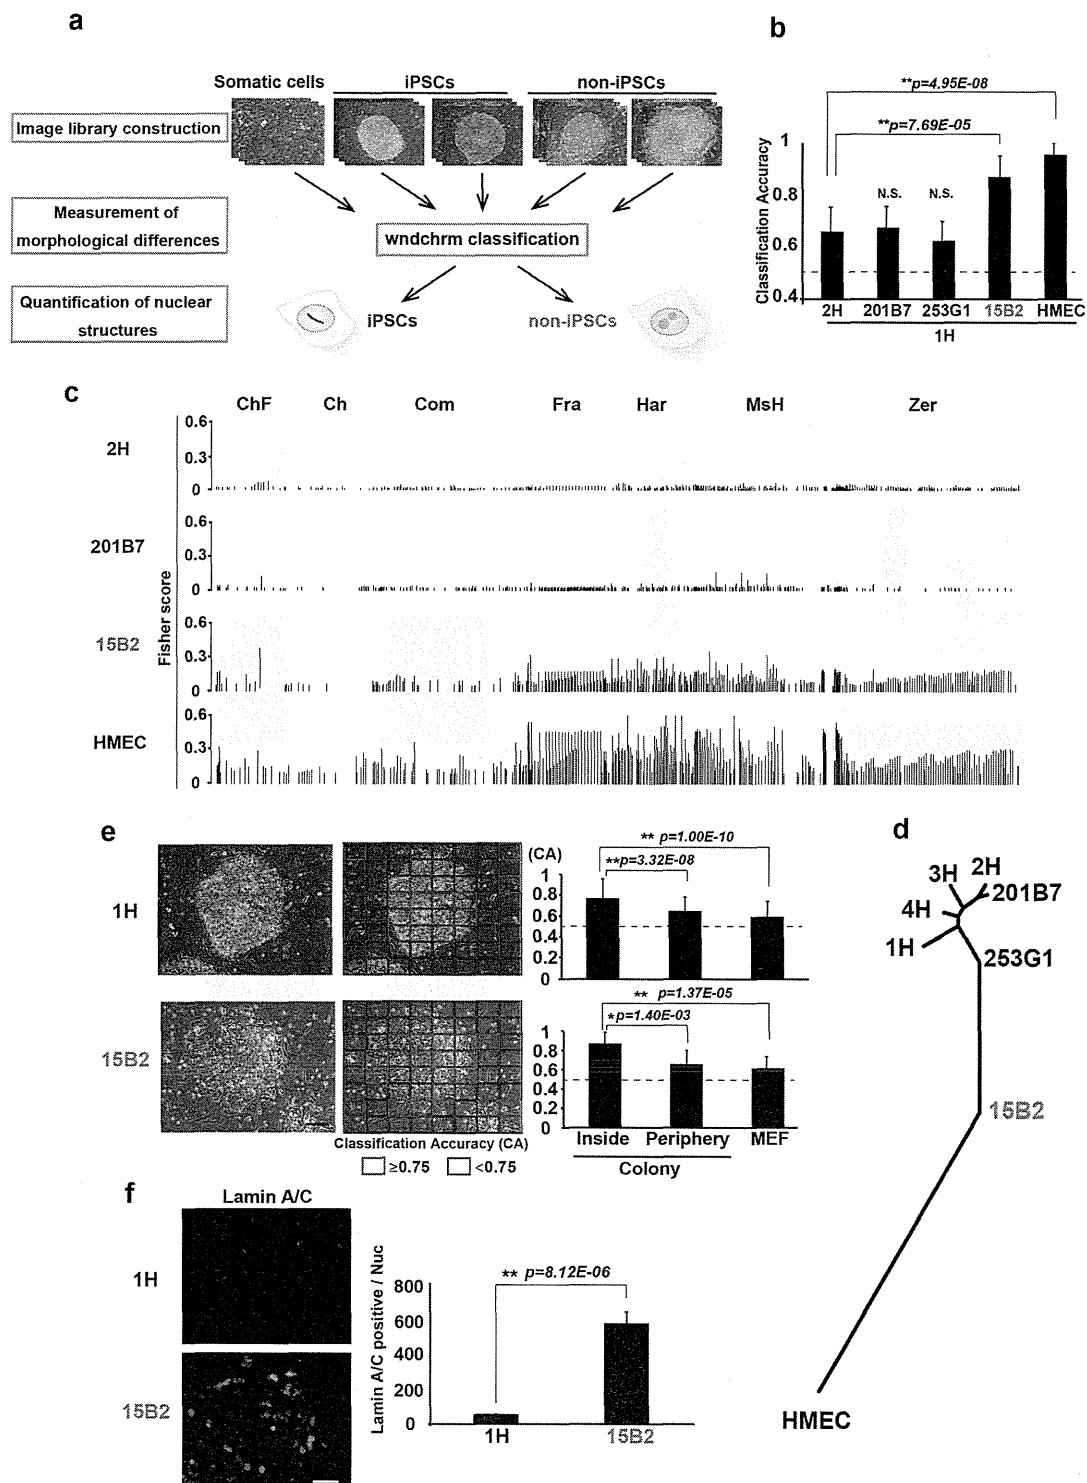 a
Somatic cells
iPSCs
non-iPSCs
Image library construction
Measurement of
morphological differences
wndchrm classification
Quantification of nuclear
structures
iPSCs
non-iPSCs
b
**p=4.95E-08
**p=7.69E-05
Classification Accuracy
1
0.8
0.6
0.4
N.S.
N.S.
2H
201B7
253G1
15B2
HMEC
1H
c
ChF
Ch
Com
Fra
Har
MsH
Zer
Fisher score
2H
0.6
0.3
0
201B7
0.6
0.3
0
15B2
0.6
0.3
0
HMEC
0.6
0.3
0
d
3H
2H
201B7
4H
1H
253G1
15B2
HMEC
e
1H
(CA)
** p=1.00E-10
**p=3.32E-08
1
0.8
0.6
0.4
0.2
0
15B2
** p=1.37E-05
*p=1.40E-03
1
0.8
0.6
0.4
0.2
0
Inside
Periphery
MEF
Colony
Classification Accuracy (CA)
≥0.75
<0.75
f
Lamin A/C
1H
15B2
Lamin A/C positive / Nuc
** p=8.12E-06
800
600
400
200
0
1H
15B2